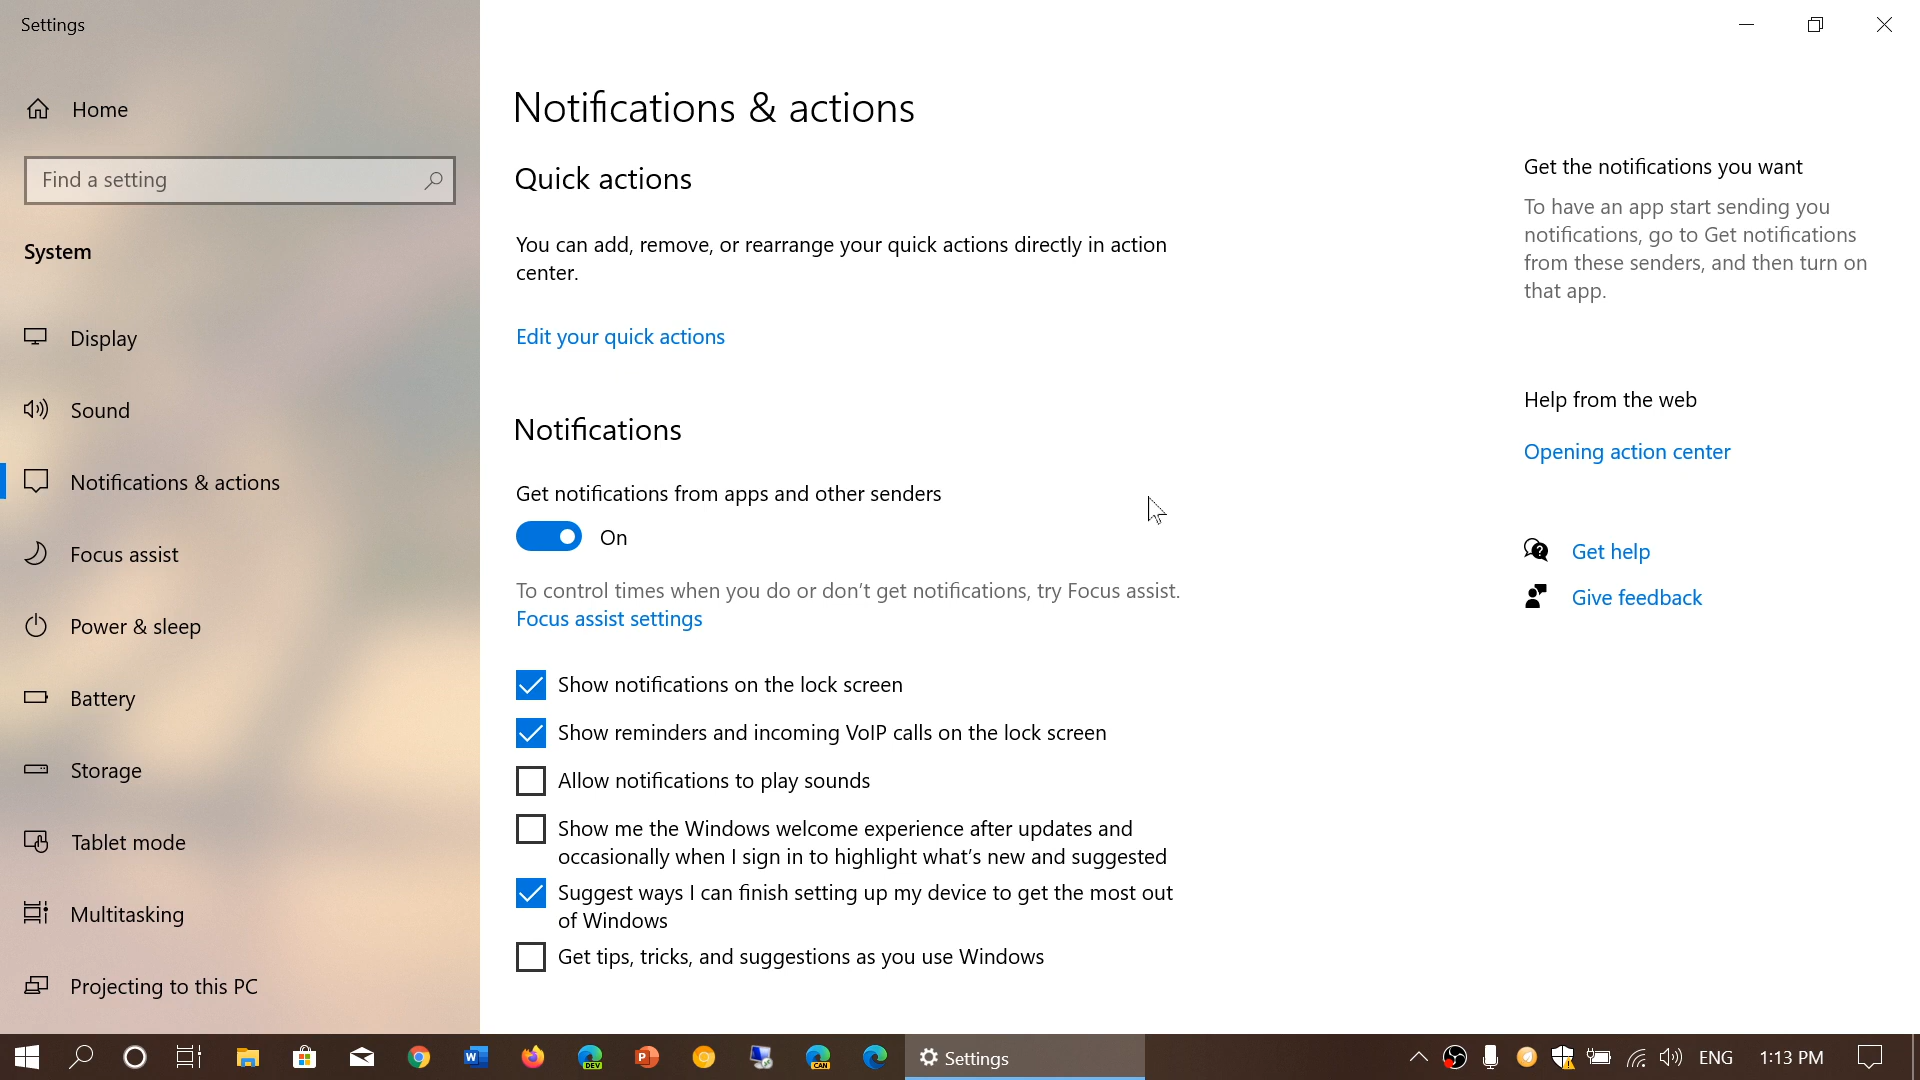 Settings
Home
Find a setting
System
Display
Sound
Notifications & actions
Focus assist
Power & sleep
Battery
Storage
Tablet mode
Multitasking
Projecting to this PC
Notifications & actions
Quick actions
You can add, remove, or rearrange your quick actions directly in action
center.
Edit your quick actions
Notifications
Get notifications from apps and other senders
On
To control times when you do or don't get notifications, try Focus assist.
Focus assist settings
Show notifications on the lock screen
Show reminders and incoming VoIP calls on the lock screen
Allow notifications to play sounds
Show me the Windows welcome experience after updates and
occasionally when I sign in to highlight what's new and suggested
Suggest ways I can finish setting up my device to get the most out
of Windows
Get tips, tricks, and suggestions as you use Windows
Get the notifications you want
To have an app start sending you
notifications, go to Get notifications
from these senders, and then turn on
that app.
Help from the web
Opening action center
Get help
Give feedback
W
DEV
P
CAN
Settings
ENG
1:13 PM